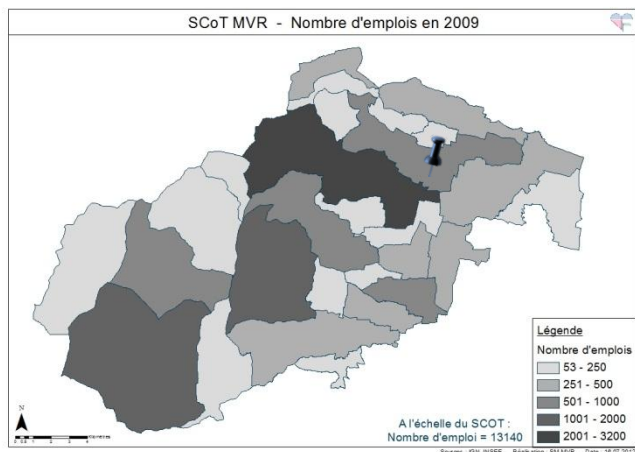 SCoT MVR - Nombre d'emplois en 2009
Légende
Nombre d'emplois
53 - 250
251 - 500
501 - 1000
1001 - 2000
2001 - 3200
A l'échelle du SCOT :
Nombre d'emploi = 13140
N